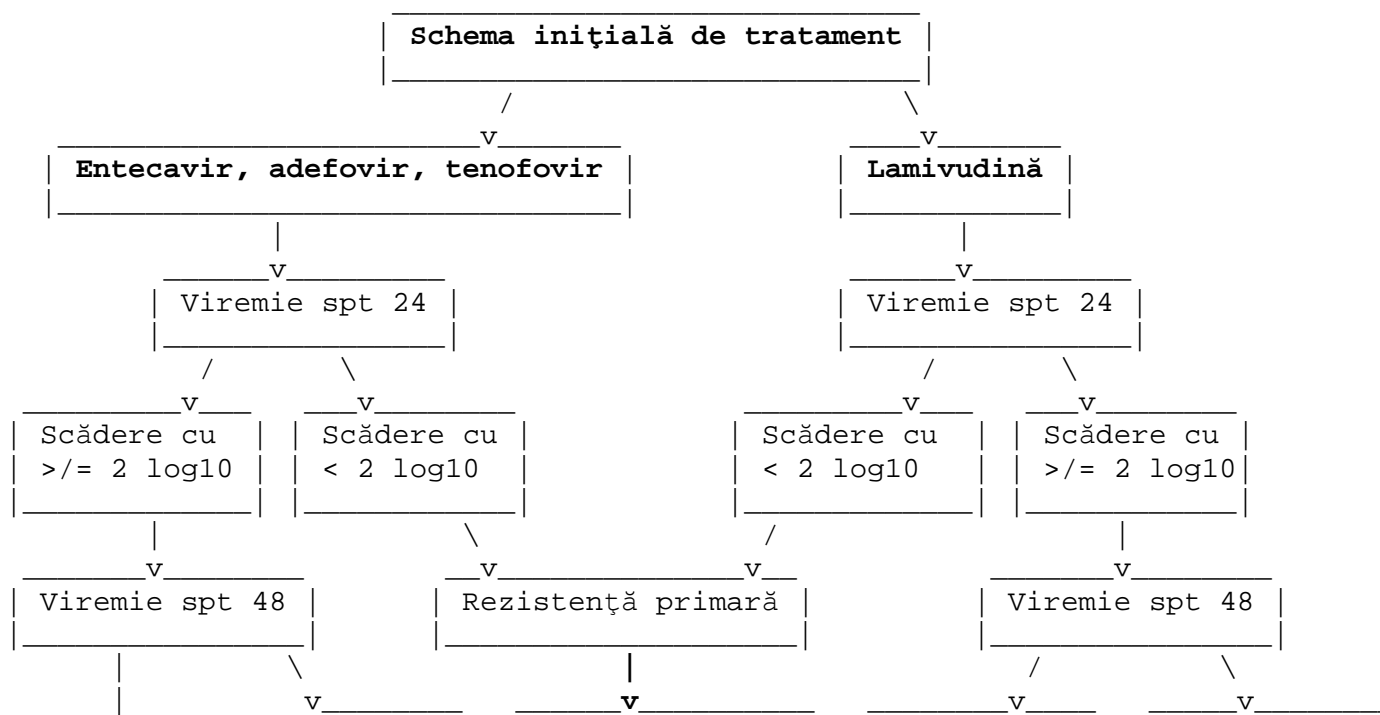 Schema iniţială de tratament
Entecavir, adefovir, tenofovir
Lamivudină
Viremie spt 24
Viremie spt 24
Scădere cu
>/= 2 log10
Scădere cu
< 2 log10
Scădere cu
< 2 log10
Scădere cu
>/= 2 log10
Viremie spt 48
Rezistenţă primară
Viremie spt 48